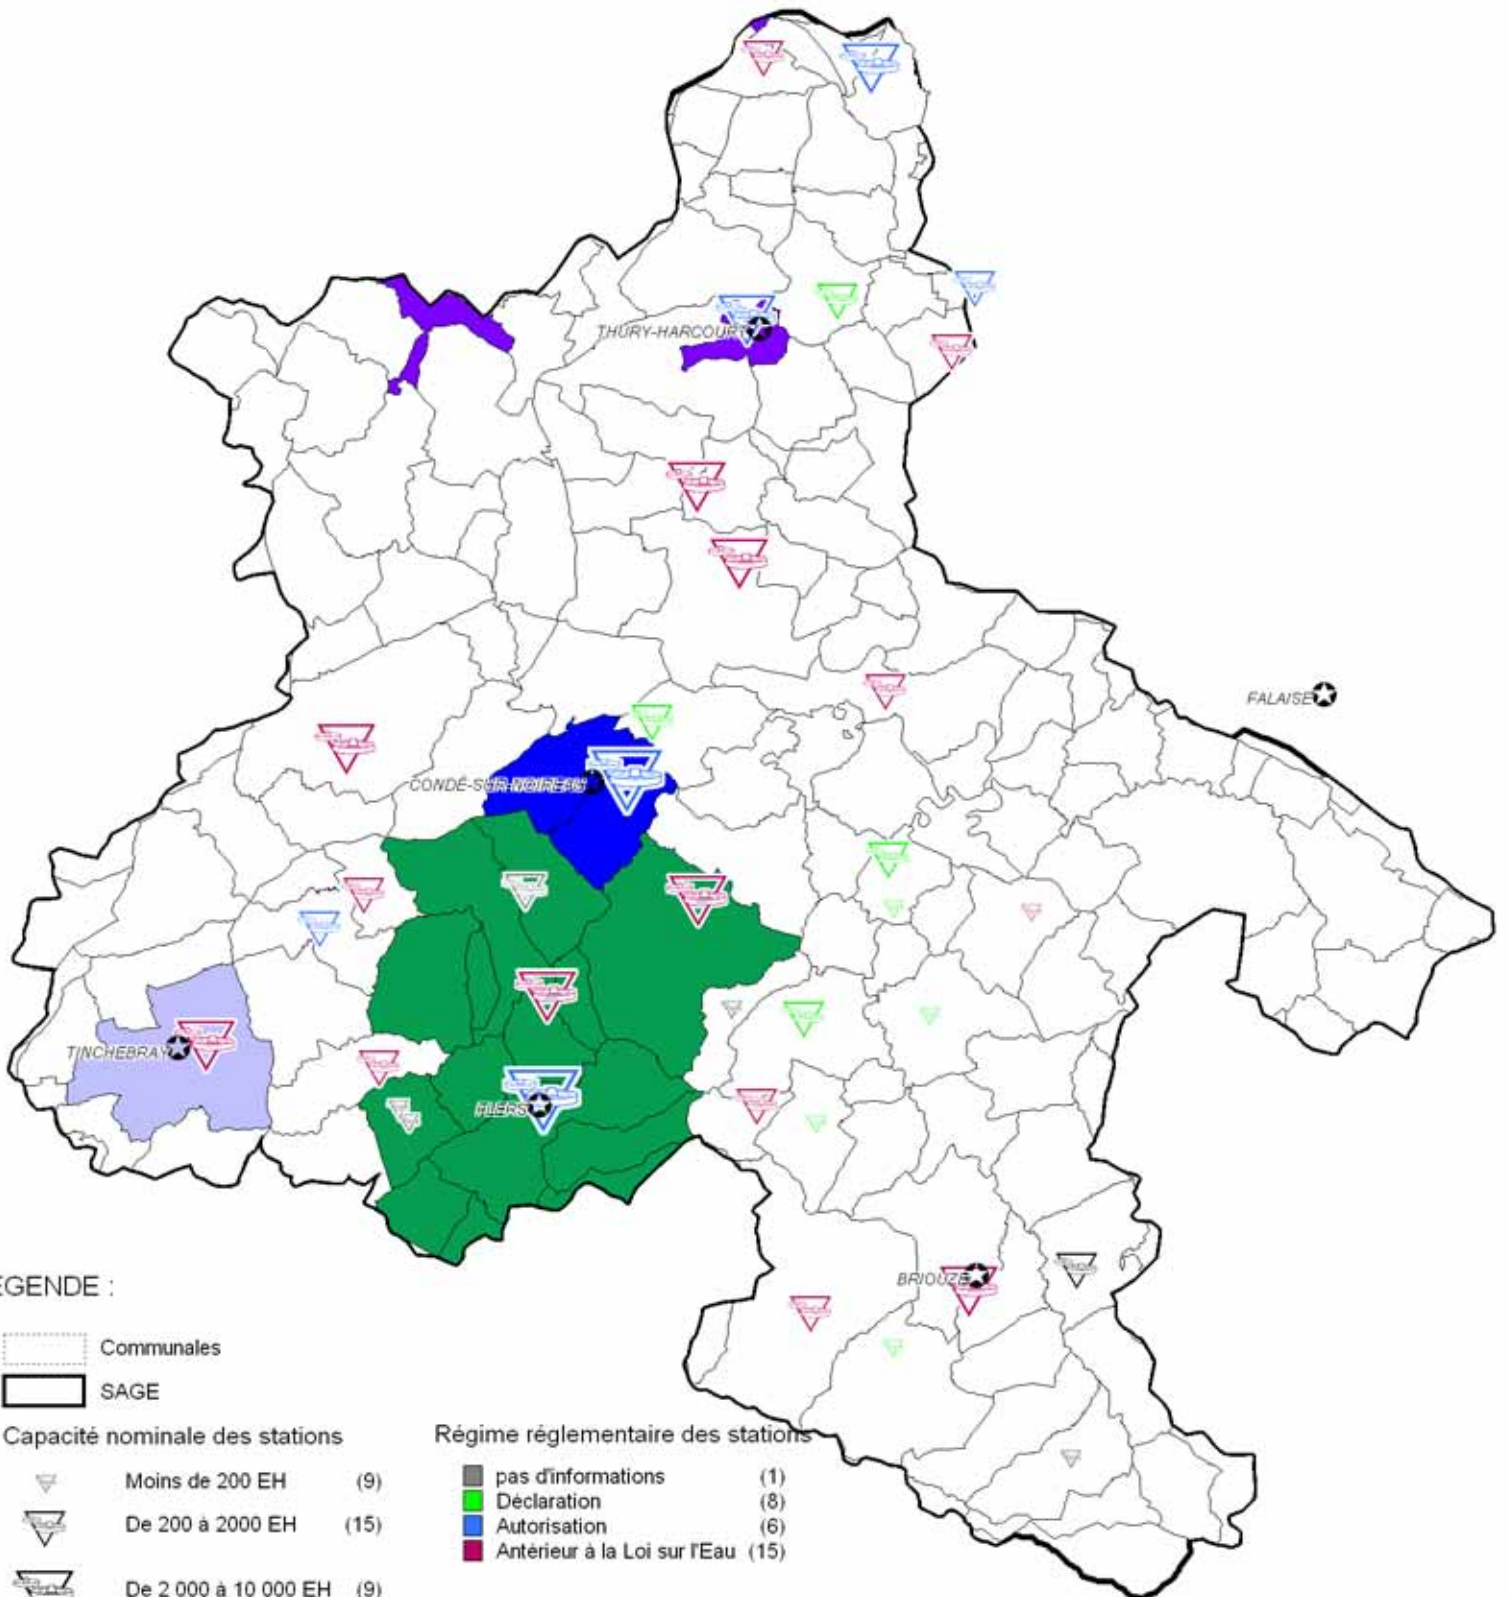 THURY-HARCOURT
FALAISE
CONDÉ-SUR-NOIREAU
TINCHEBRAY
FLERS
BRIOUZE
EGENDE :
Communales
SAGE
Capacité nominale des stations
Moins de 200 EH (9)
De 200 à 2000 EH (15)
De 2 000 à 10 000 EH (9)
Régime réglementaire des stations
pas d'informations (1)
Déclaration (8)
Autorisation (6)
Antérieur à la Loi sur l'Eau (15)